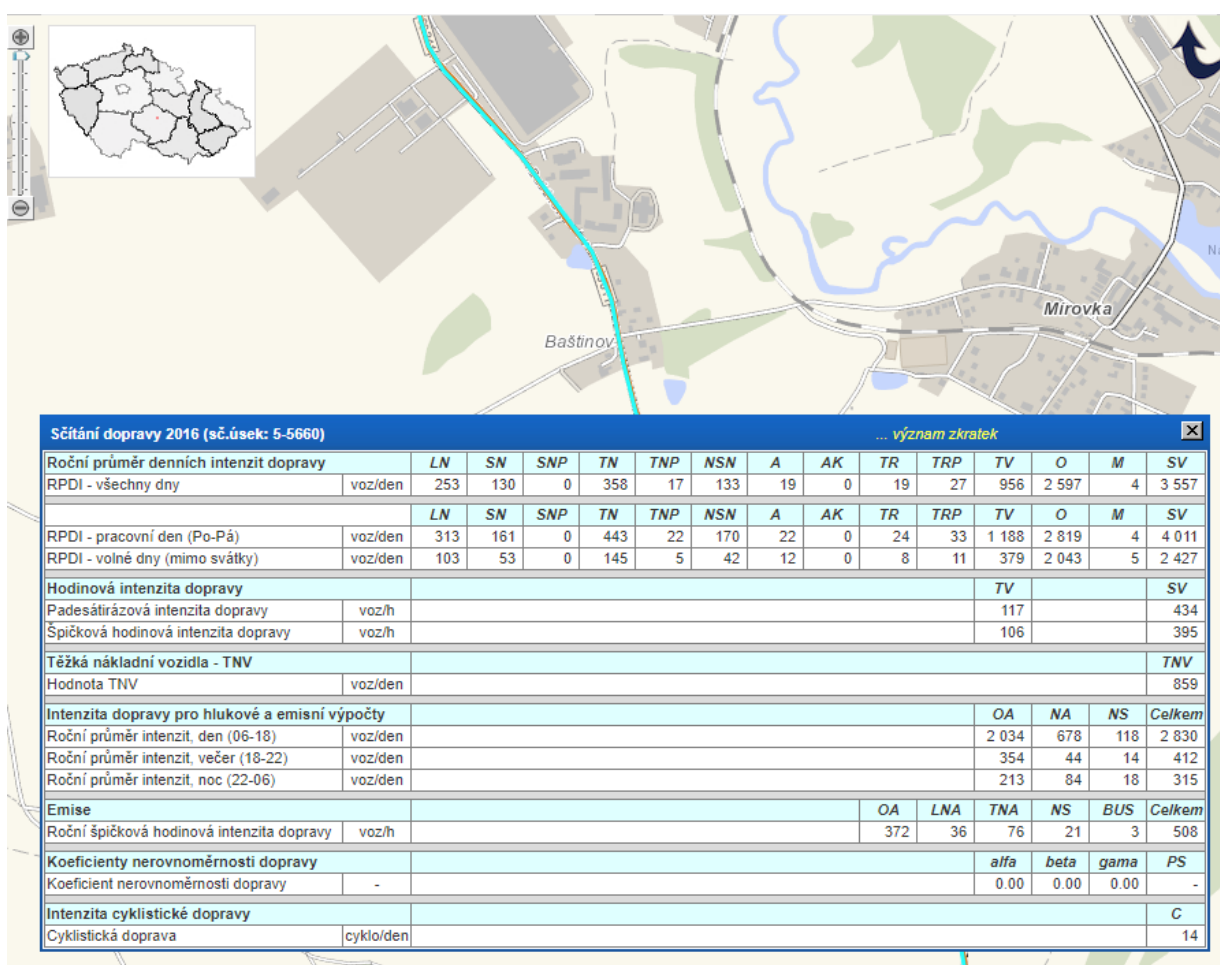 Mírovka
Baštínov
Sčítání dopravy 2016 (sč.úsek: 5-5660) ... význam zkratek
Roční průměr denních intenzit dopravy LN SN SNP TN TNP NSN A AK TR TRP TV O M SV
RPDI - všechny dny voz/den 253 130 0 358 17 133 19 0 19 27 956 2 597 4 3 557
LN SN SNP TN TNP NSN A AK TR TRP TV O M SV
RPDI - pracovní den (Po-Pá) voz/den 313 161 0 443 22 170 22 0 24 33 1 188 2 819 4 4 011
RPDI - volné dny (mimo svátky) voz/den 103 53 0 145 5 42 12 0 8 11 379 2 043 5 2 427
Hodinová intenzita dopravy TV SV
Padesátirázová intenzita dopravy voz/h 117 434
Špičková hodinová intenzita dopravy voz/h 106 395
Těžká nákladní vozidla - TNV TNV
Hodnota TNV voz/den 859
Intenzita dopravy pro hlukové a emisní výpočty OA NA NS Celkem
Roční průměr intenzit, den (06-18) voz/den 2 034 678 118 2 830
Roční průměr intenzit, večer (18-22) voz/den 354 44 14 412
Roční průměr intenzit, noc (22-06) voz/den 213 84 18 315
Emise OA LNA TNA NS BUS Celkem
Roční špičková hodinová intenzita dopravy voz/h 372 36 76 21 3 508
Koeficienty nerovnoměrnosti dopravy alfa beta gama PS
Koeficient nerovnoměrnosti dopravy - 0.00 0.00 0.00 -
Intenzita cyklistické dopravy C
Cyklistická doprava cyklo/den 14